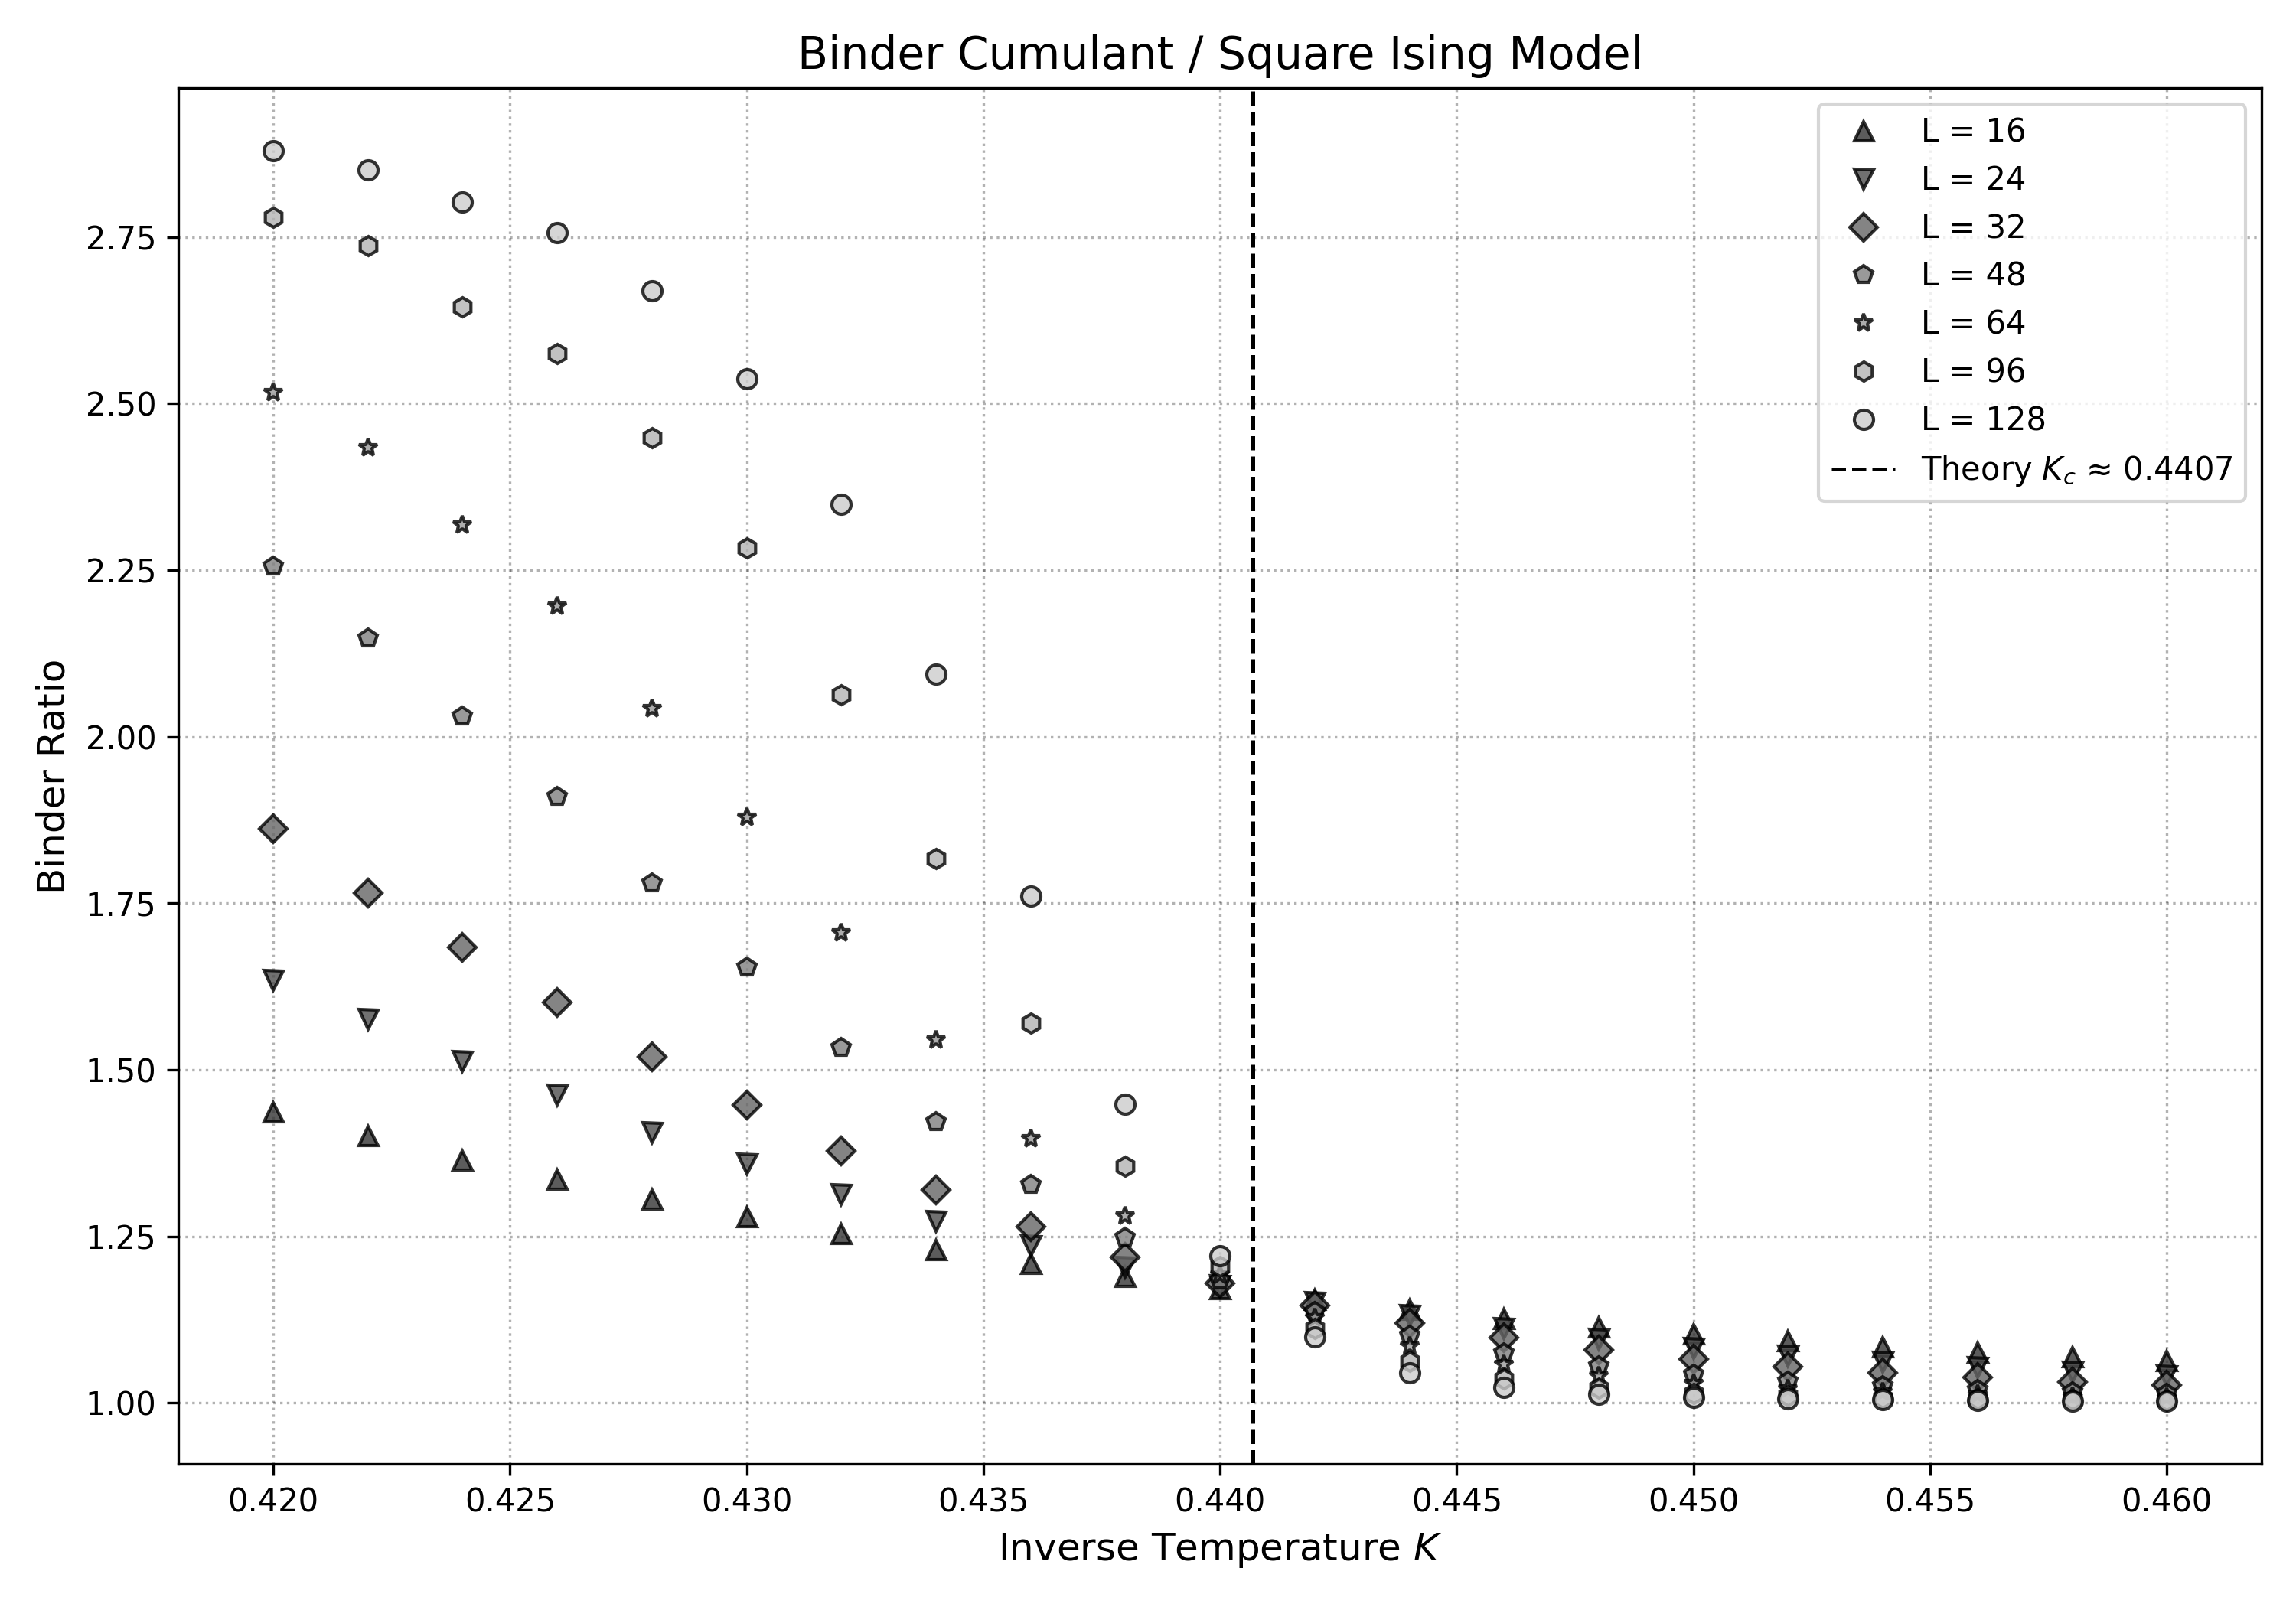 Binder Cumulant / Square Ising Model
L = 16
L = 24
L = 32
L = 48
L = 64
L = 96
L = 128
Theory K_c ≈ 0.4407
Binder Ratio
2.75
2.50
2.25
2.00
1.75
1.50
1.25
1.00
0.420 0.425 0.430 0.435 0.440 0.445 0.450 0.455 0.460
Inverse Temperature K